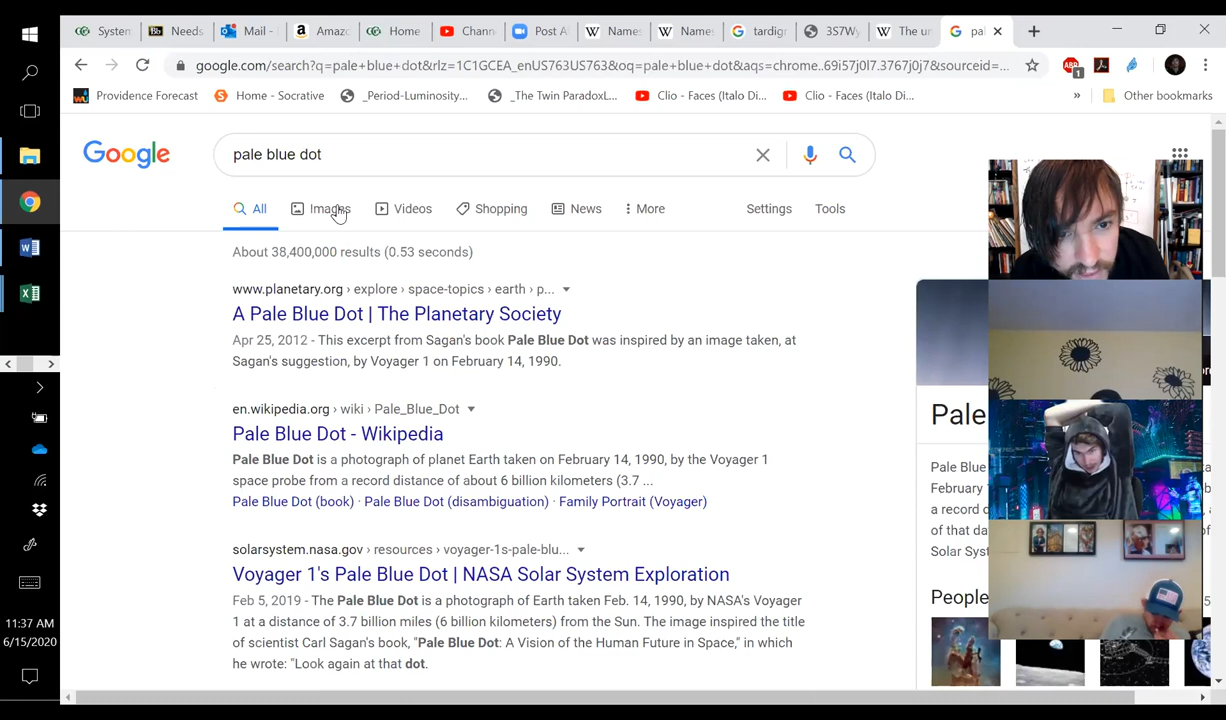 System
Bb
Needs
Mail -
Amazo
Home
Chann
Post A
Names
Names
tardigr
3S7Wy
The un
pal
google.com/search?q=pale+blue+dot&rlz=1C1GCEA_enUS763US763&oq=pale+blue+dot&aqs=chrome..69i57j0l7.3767j0j7&sourceid=...
ABP
1
Providence Forecast
Home - Socrative
_Period-Luminosity...
_The Twin ParadoxL...
Clio - Faces (Italo Di...
Clio - Faces (Italo Di...
»
Other bookmarks
Google
pale blue dot
All
Images
Videos
Shopping
News
More
Settings
Tools
About 38,400,000 results (0.53 seconds)
www.planetary.org › explore › space-topics › earth › p...
A Pale Blue Dot | The Planetary Society
Apr 25, 2012 - This excerpt from Sagan's book Pale Blue Dot was inspired by an image taken, at
Sagan's suggestion, by Voyager 1 on February 14, 1990.
en.wikipedia.org › wiki › Pale_Blue_Dot
Pale Blue Dot - Wikipedia
Pale Blue Dot is a photograph of planet Earth taken on February 14, 1990, by the Voyager 1
space probe from a record distance of about 6 billion kilometers (3.7 ...
Pale Blue Dot (book) · Pale Blue Dot (disambiguation) · Family Portrait (Voyager)
solarsystem.nasa.gov › resources › voyager-1s-pale-blu...
Voyager 1's Pale Blue Dot | NASA Solar System Exploration
Feb 5, 2019 - The Pale Blue Dot is a photograph of Earth taken Feb. 14, 1990, by NASA's Voyager
1 at a distance of 3.7 billion miles (6 billion kilometers) from the Sun. The image inspired the title
of scientist Carl Sagan's book, "Pale Blue Dot: A Vision of the Human Future in Space," in which
he wrote: "Look again at that dot.
Pale
Pale Blue
February
a record
of that da
Solar Syst
People
11:37 AM
6/15/2020